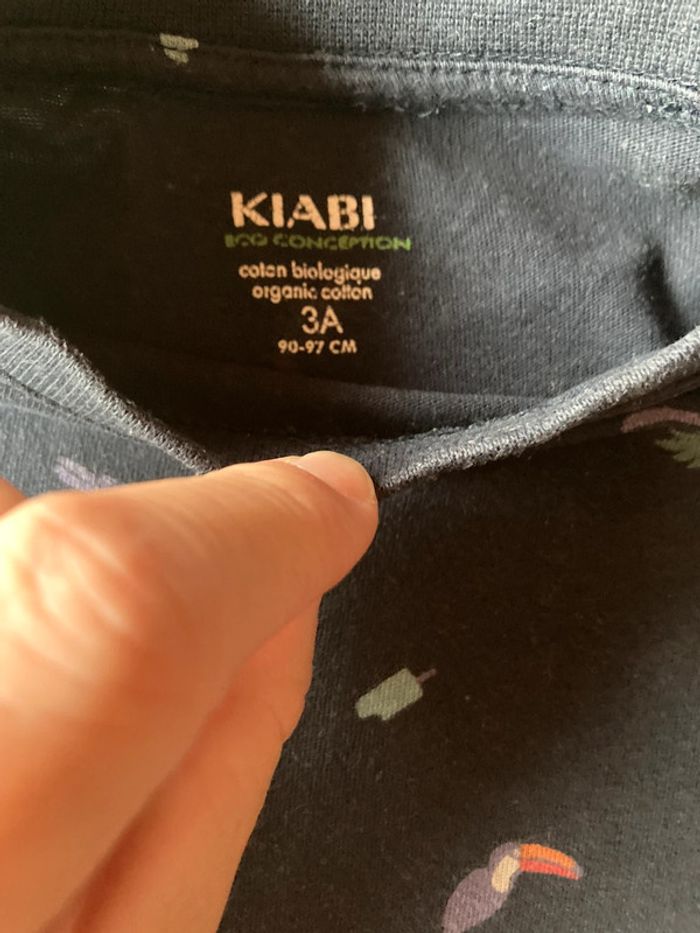 KIABI
ECO CONCEPTION
coton biologique
organic cotton
3A
90-97 CM